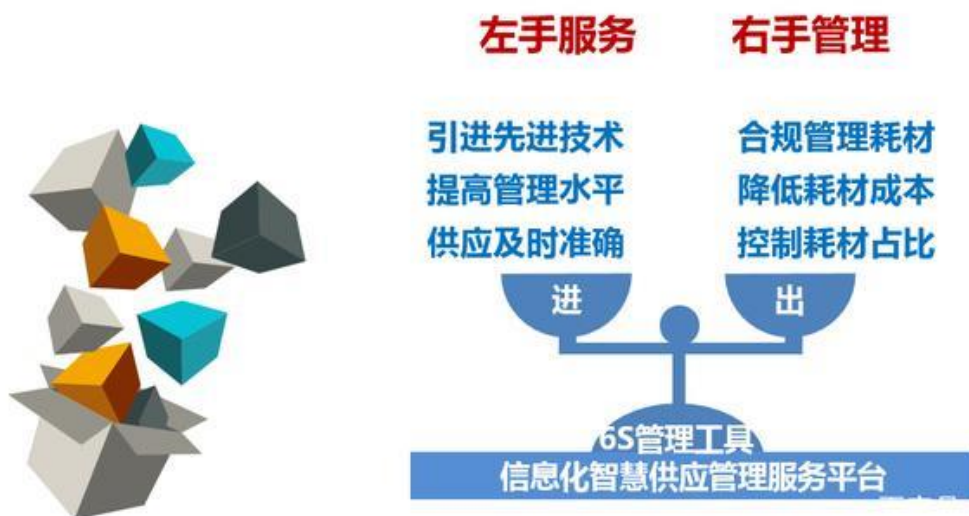 左手服务 右手管理
引进先进技术 合规管理耗材
提高管理水平 降低耗材成本
供应及时准确 控制耗材占比
进 出
6S管理工具
信息化智慧供应管理服务平台